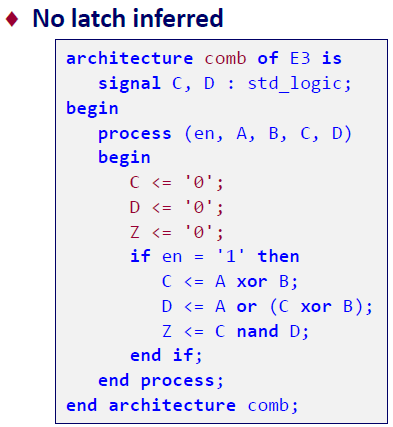 ♦ No latch inferred
architecture comb of E3 is
signal C, D : std_logic;
begin
process (en, A, B, C, D)
begin
C <= '0';
D <= '0';
Z <= '0';
if en = '1' then
C <= A xor B;
D <= A or (C xor B);
Z <= C nand D;
end if;
end process;
end architecture comb;